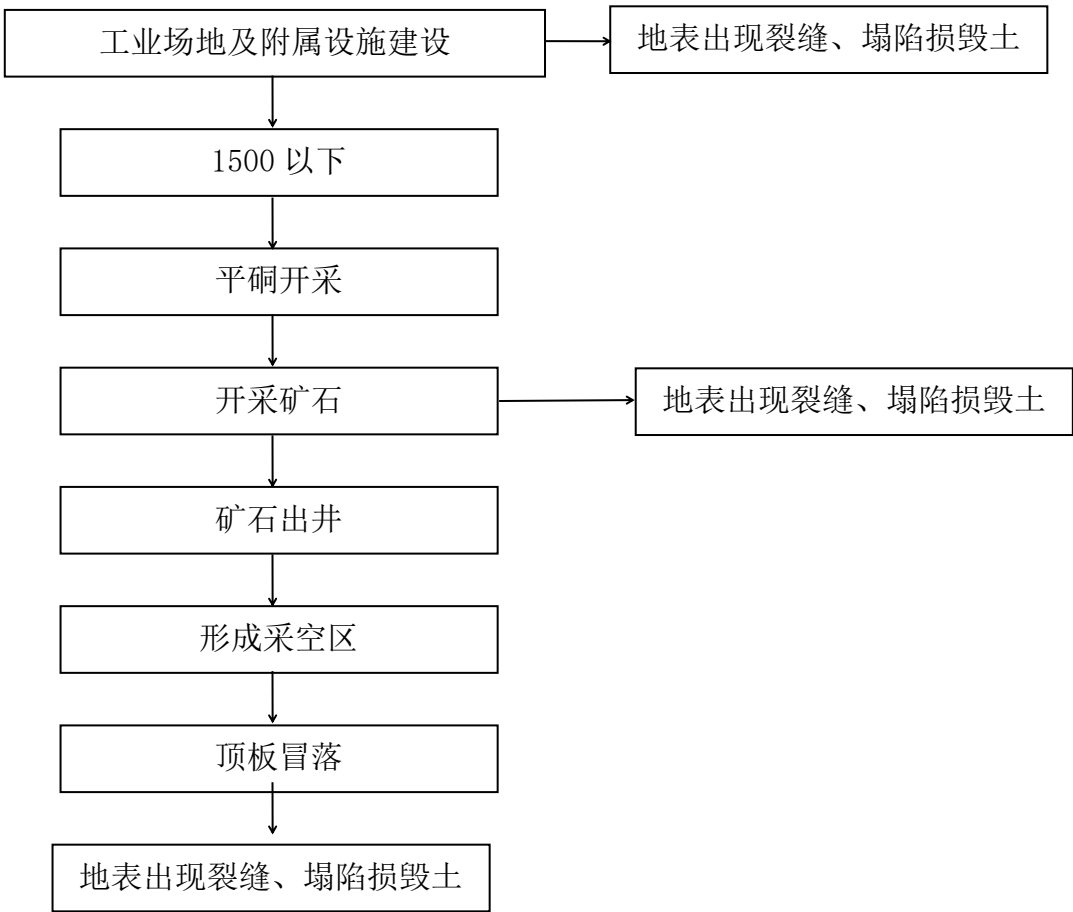 工业场地及附属设施建设
地表出现裂缝、塌陷损毁土
1500 以下
平硐开采
开采矿石
地表出现裂缝、塌陷损毁土
矿石出井
形成采空区
顶板冒落
地表出现裂缝、塌陷损毁土